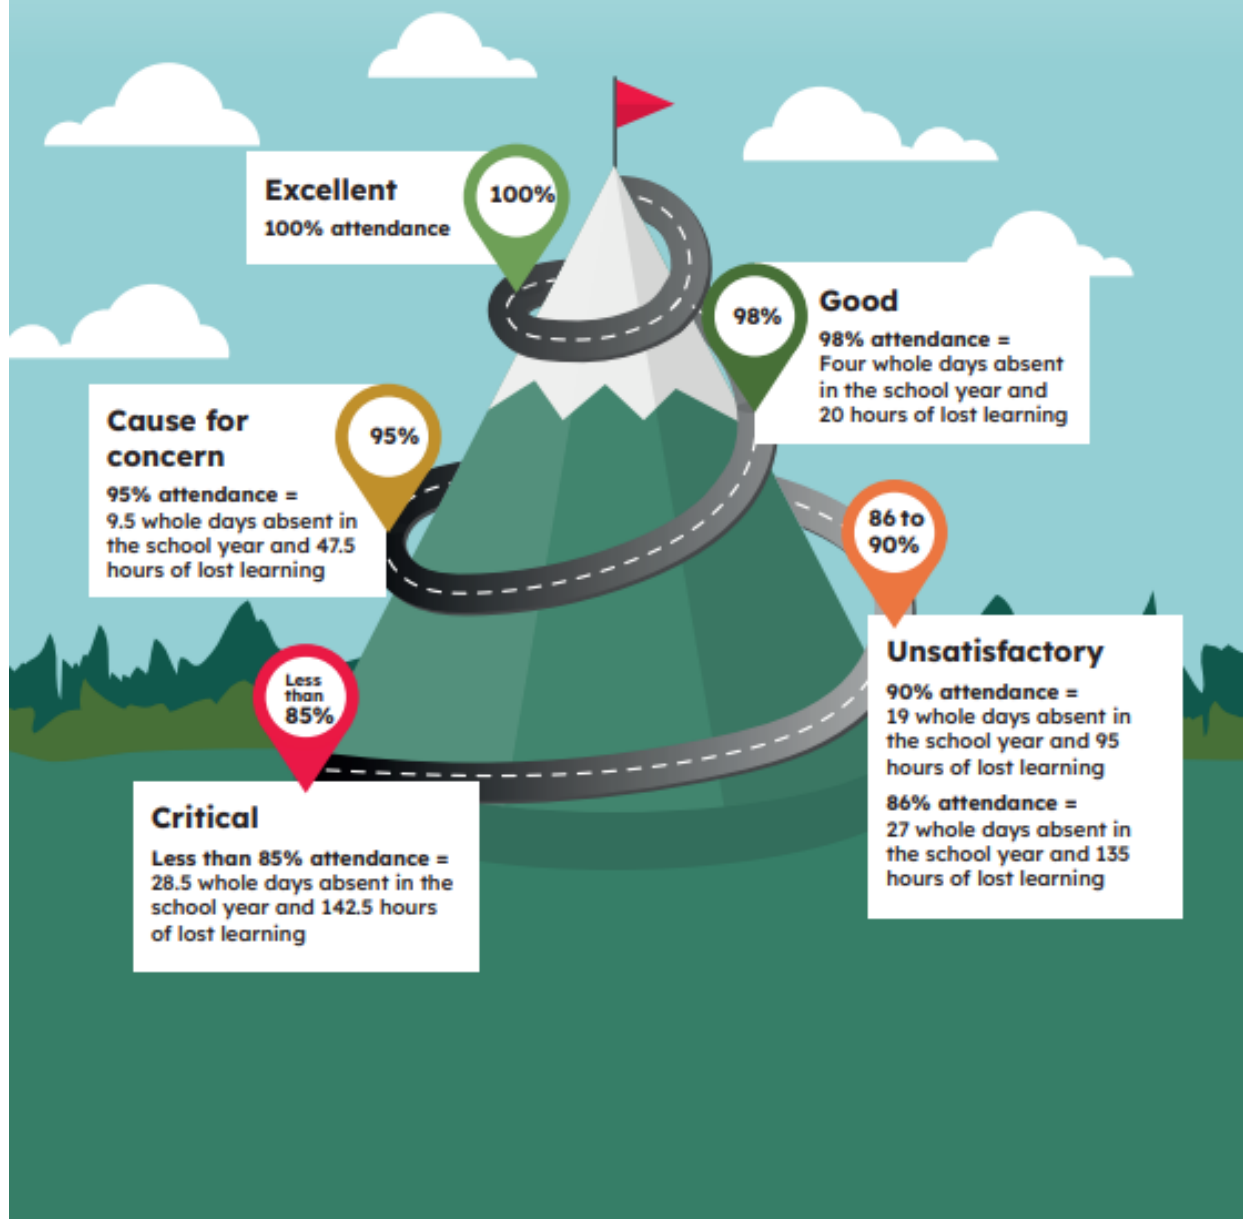 Excellent
100% attendance
100%
98%
Good
98% attendance =
Four whole days absent
in the school year and
20 hours of lost learning
Cause for
concern
95% attendance =
9.5 whole days absent in
the school year and 47.5
hours of lost learning
95%
86 to
90%
Unsatisfactory
90% attendance =
19 whole days absent in
the school year and 95
hours of lost learning
86% attendance =
27 whole days absent in
the school year and 135
hours of lost learning
Less
than
85%
Critical
Less than 85% attendance =
28.5 whole days absent in the
school year and 142.5 hours
of lost learning